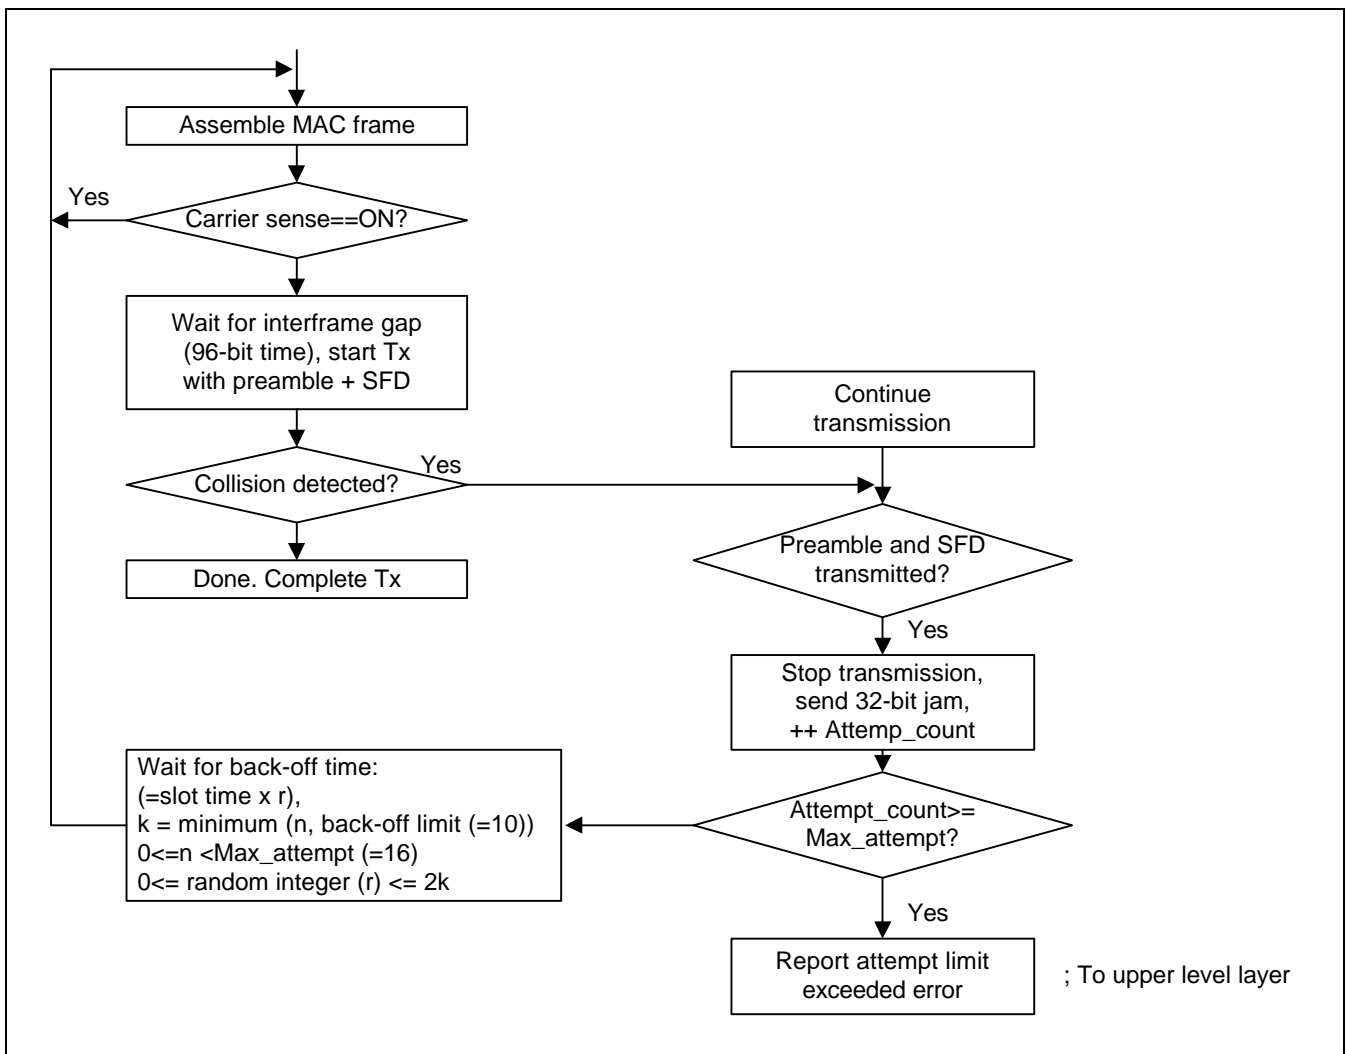 Assemble MAC frame
Yes
Carrier sense==ON?
Wait for interframe gap
(96-bit time), start Tx
with preamble + SFD
Yes
Collision detected?
Done. Complete Tx
Continue
transmission
Preamble and SFD
transmitted?
Yes
Stop transmission,
send 32-bit jam,
++ Attemp_count
Attempt_count>=
Max_attempt?
Wait for back-off time:
(=slot time x r),
k = minimum (n, back-off limit (=10))
0<=n <Max_attempt (=16)
0<= random integer (r) <= 2k
Yes
Report attempt limit
exceeded error
; To upper level layer